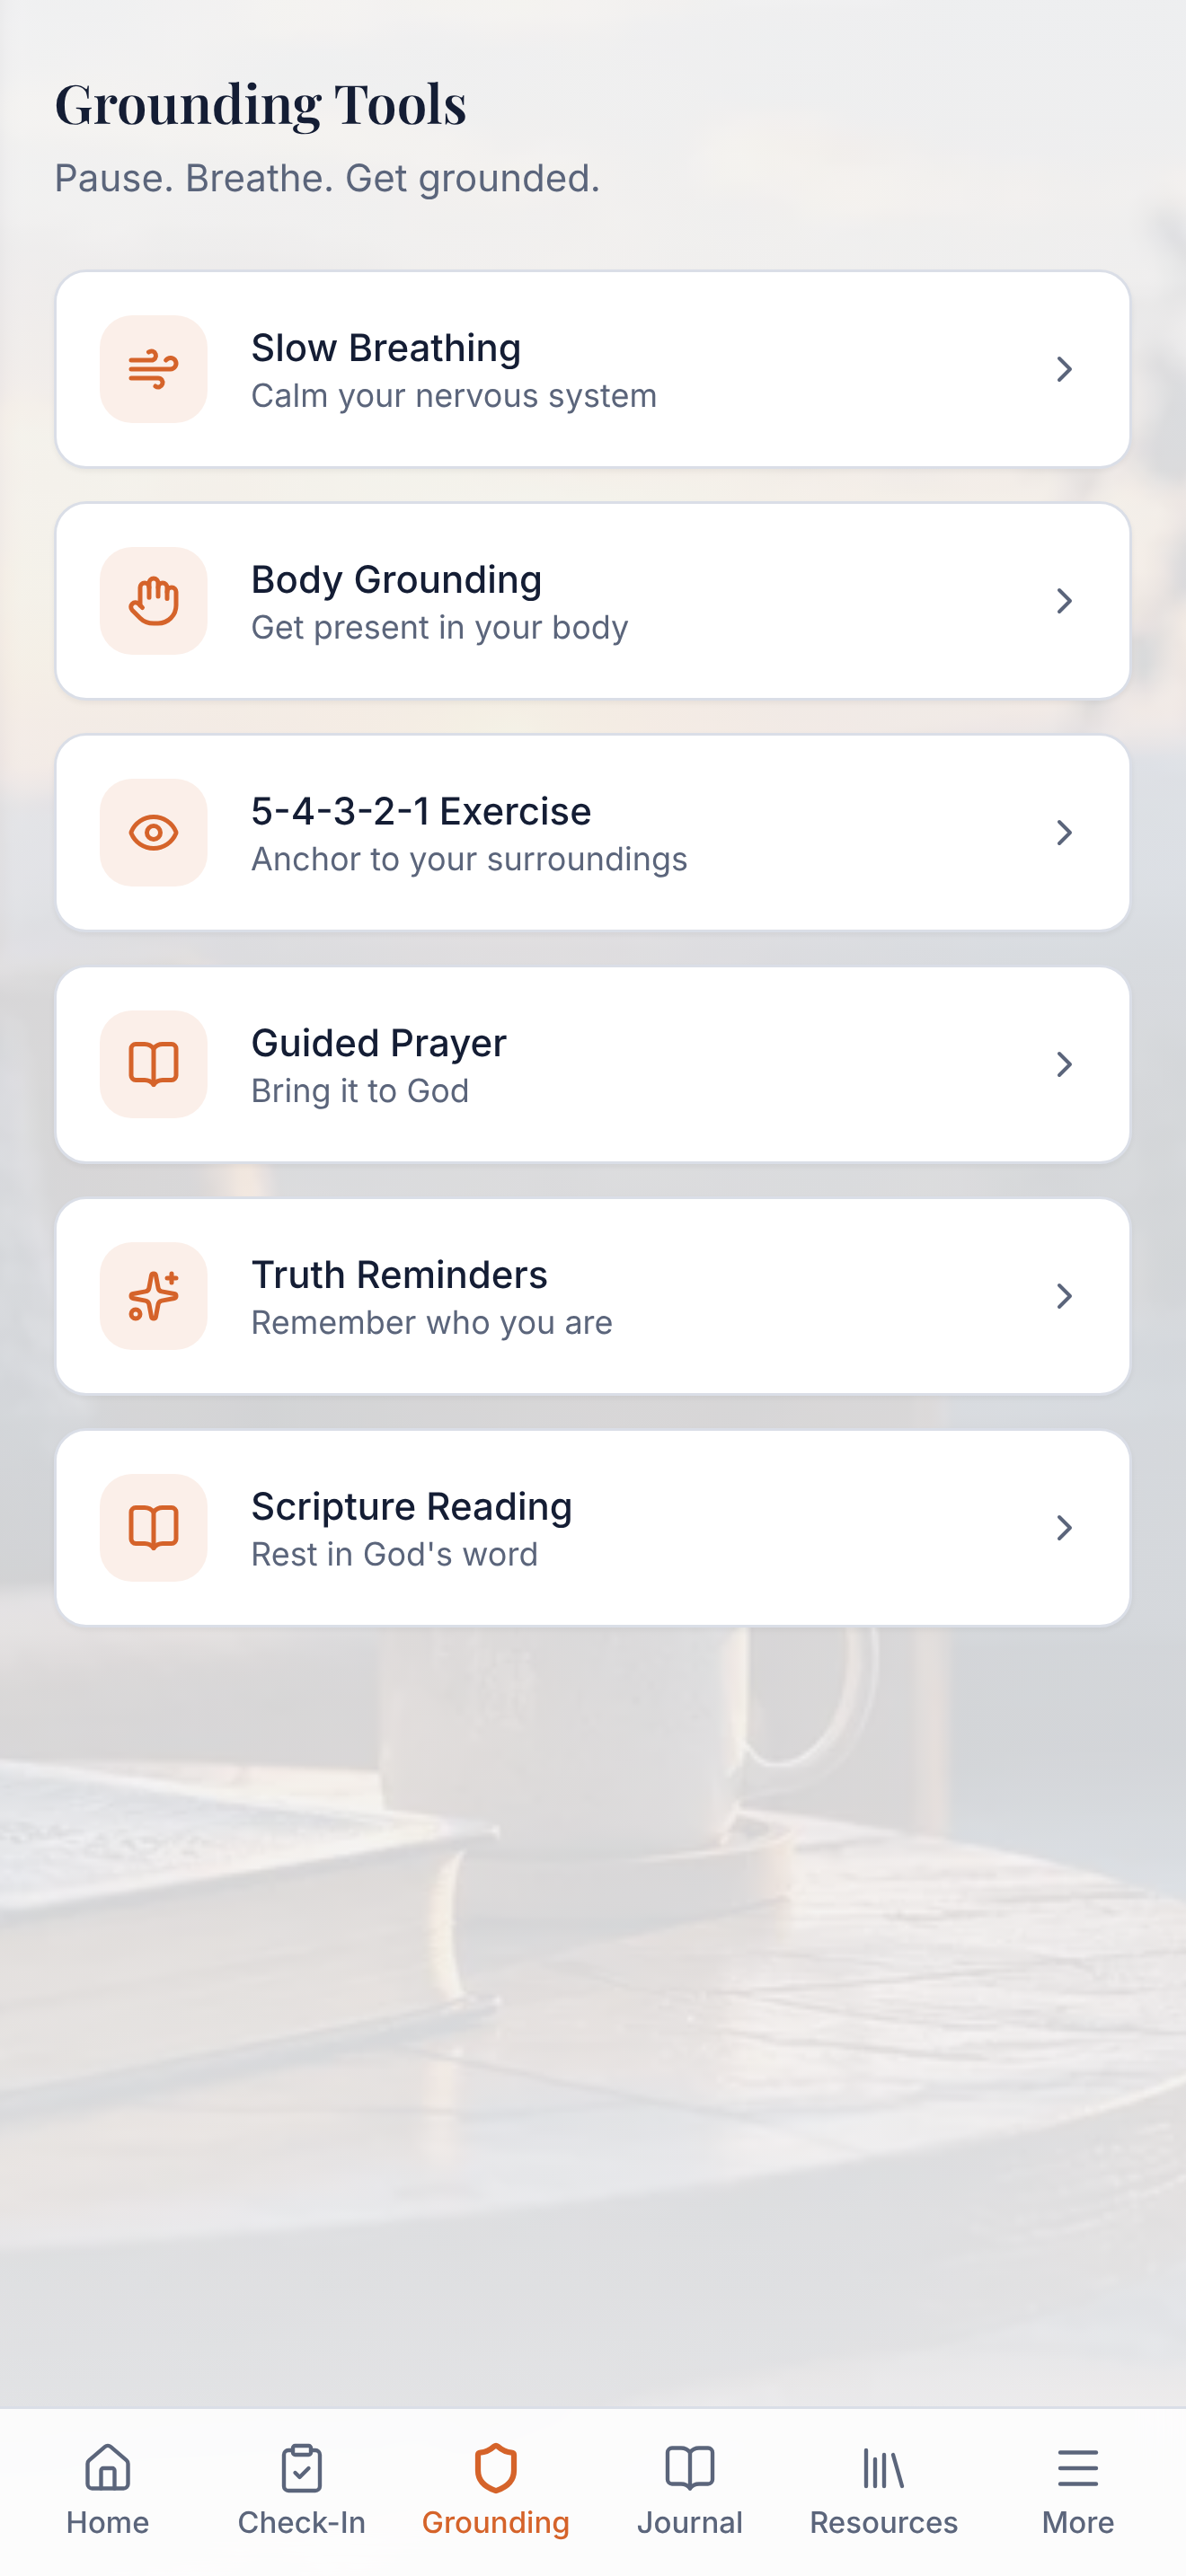 Grounding Tools
Pause. Breathe. Get grounded.
Slow Breathing
Calm your nervous system
Body Grounding
Get present in your body
5-4-3-2-1 Exercise
Anchor to your surroundings
Guided Prayer
Bring it to God
Truth Reminders
Remember who you are
Scripture Reading
Rest in God's word
Home
Check-In
Grounding
Journal
Resources
More